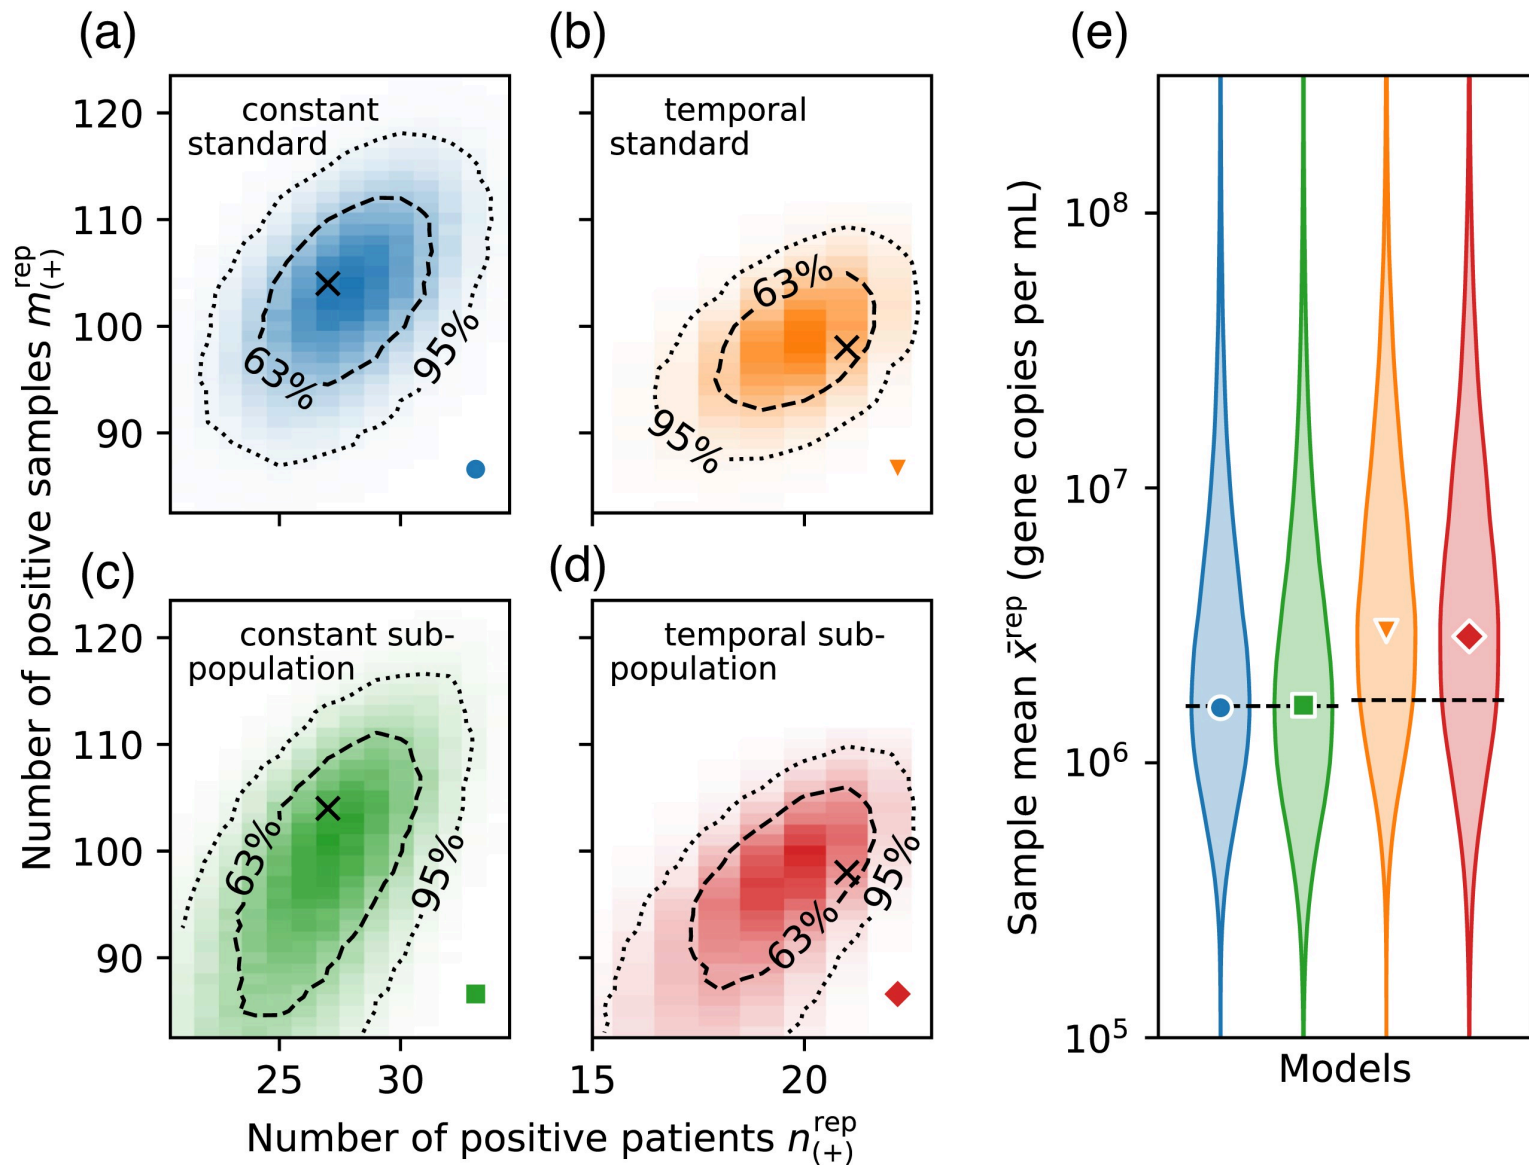 (a)
constant
standard
120
110
100
90
63%
95%
(b)
temporal
standard
63%
95%
(c)
constant sub-
population
120
110
100
90
63%
95%
25
30
(d)
temporal sub-
population
63%
95%
15
20
Number of positive samples m₍₊₎ʳᵉᵖ
Number of positive patients n₍₊₎ʳᵉᵖ
(e)
Sample mean x̄ʳᵉᵖ (gene copies per mL)
10⁸
10⁷
10⁶
10⁵
Models